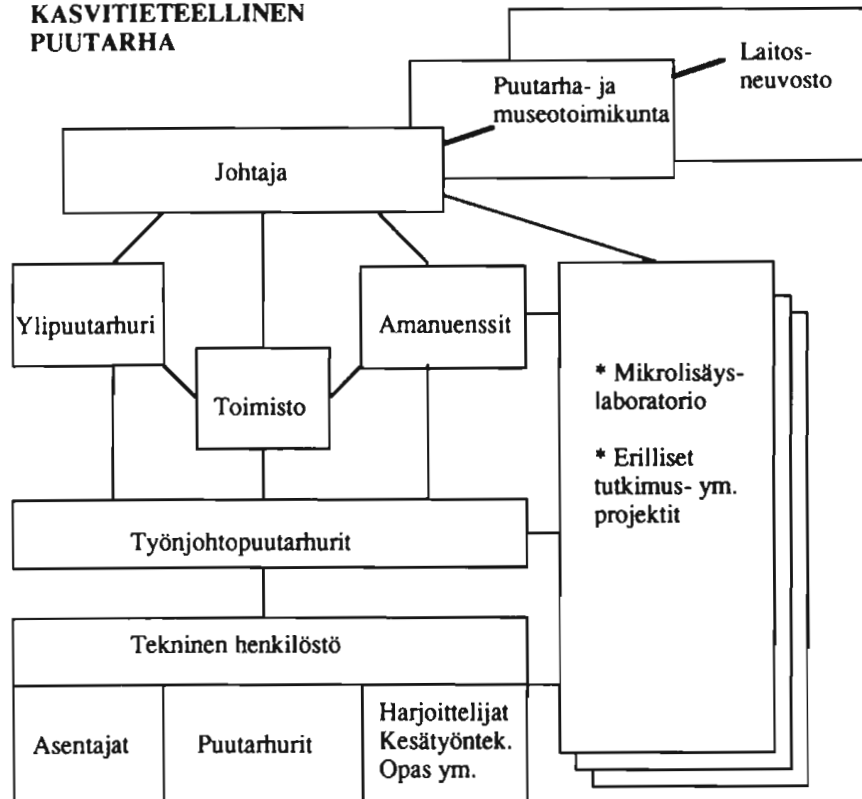 KASVITIETEELLINEN
PUUTARHA
Laitos-
neuvosto
Puutarha- ja
museotoimikunta
Johtaja
Ylipuutarhuri
Amanuenssit
Toimisto
* Mikrolisäys-
laboratorio
* Erilliset
tutkimus- ym.
projektit
Työnjohtopuutarhurit
Tekninen henkilöstö
Asentajat
Puutarhurit
Harjoittelijat
Kesätyöntek.
Opas ym.